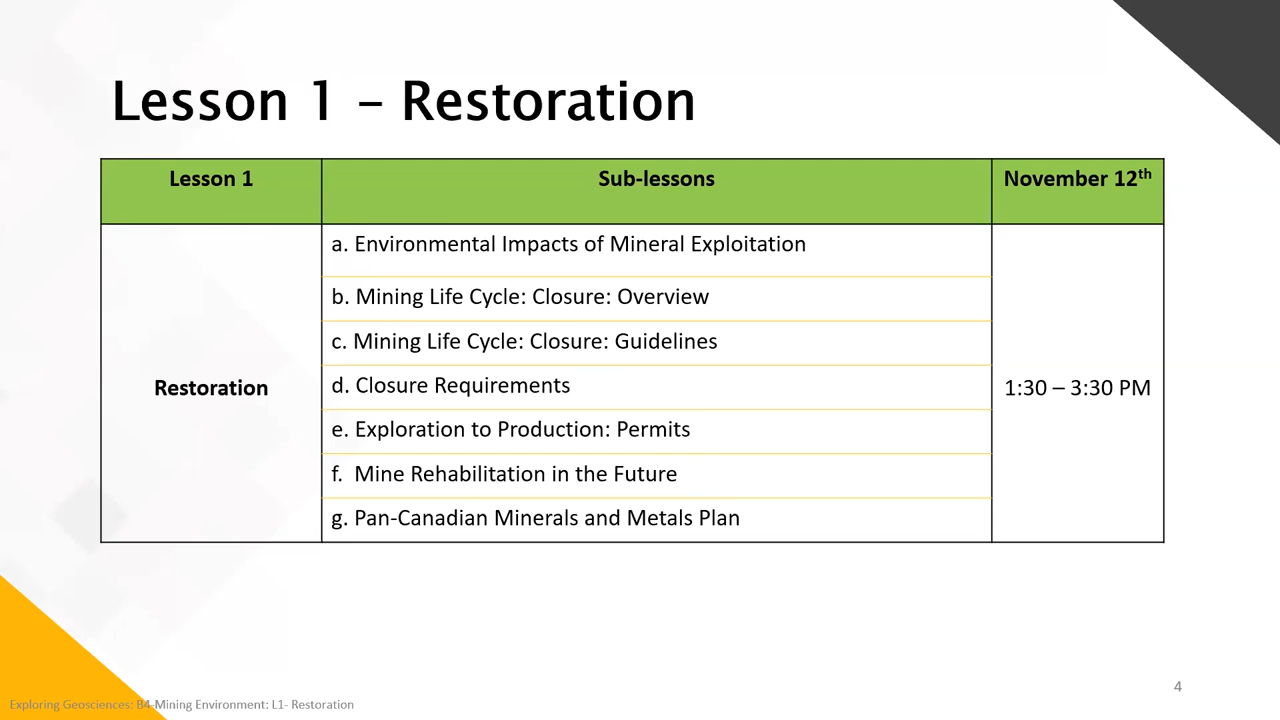 Lesson 1 – Restoration
Lesson 1
Sub-lessons
November 12th
a. Environmental Impacts of Mineral Exploitation
b. Mining Life Cycle: Closure: Overview
c. Mining Life Cycle: Closure: Guidelines
d. Closure Requirements
Restoration
1:30 – 3:30 PM
e. Exploration to Production: Permits
f. Mine Rehabilitation in the Future
g. Pan-Canadian Minerals and Metals Plan
4
Exploring Geosciences: B4-Mining Environment: L1- Restoration